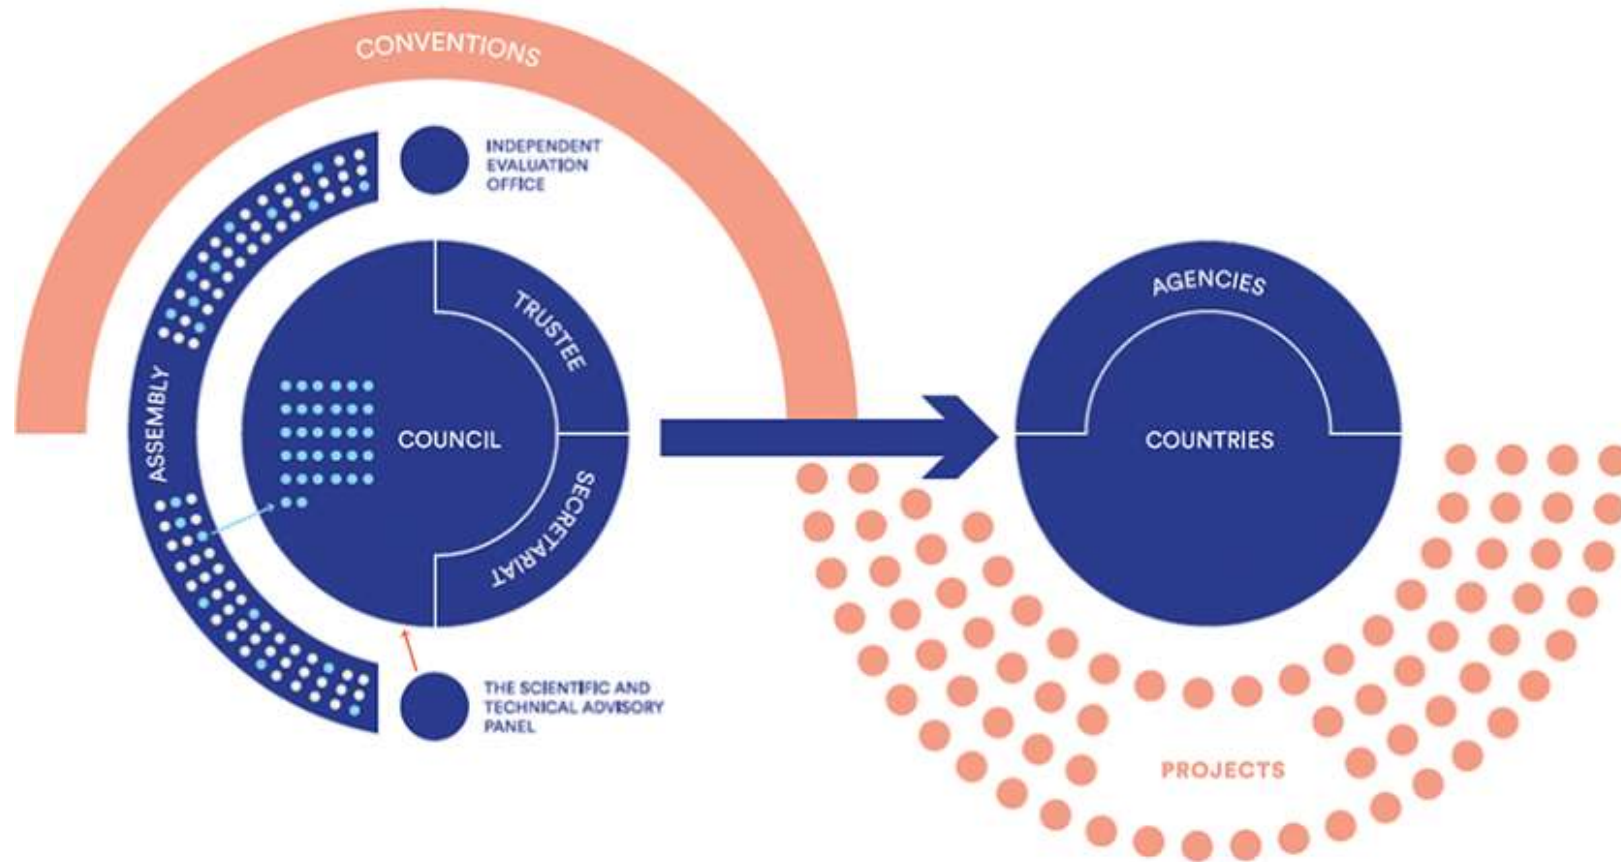 CONVENTIONS
INDEPENDENT
EVALUATION
OFFICE
TRUSTEE
AGENCIES
ASSEMBLY
COUNCIL
COUNTRIES
SECRETARIAT
THE SCIENTIFIC AND
TECHNICAL ADVISORY
PANEL
PROJECTS